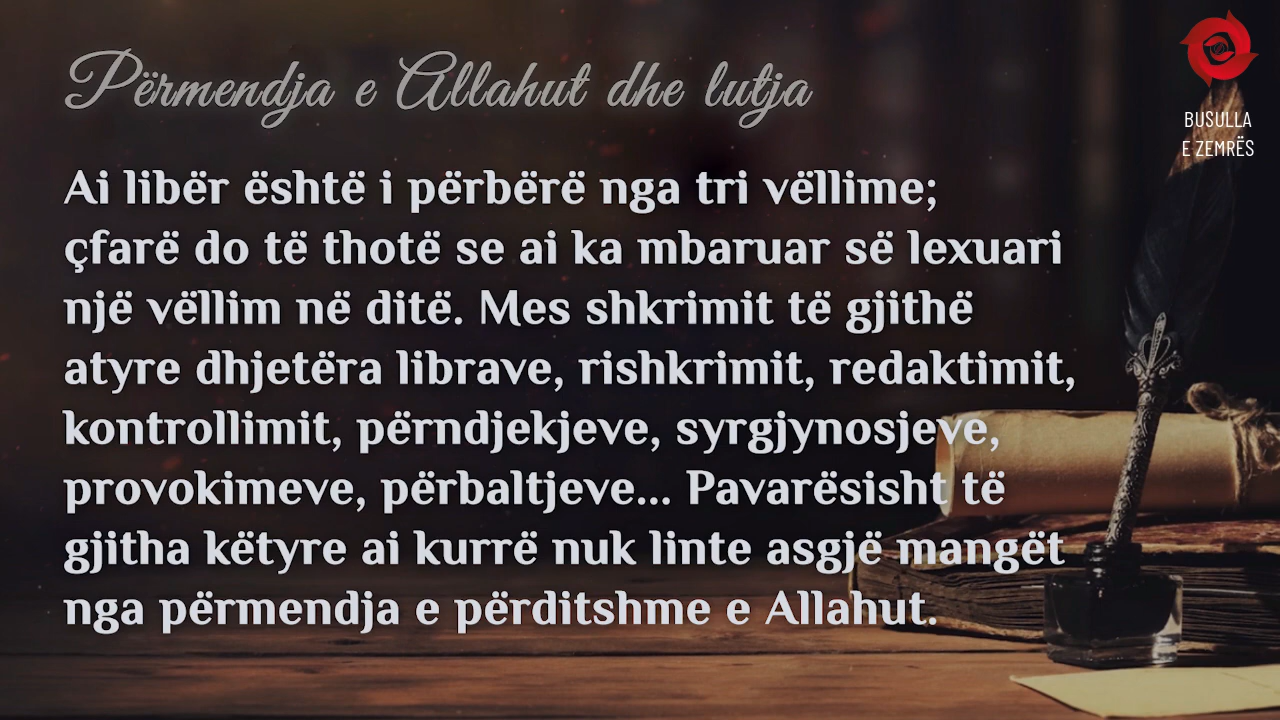 Përmendja e Allahut dhe lutja
BUSULLA
E ZEMRËS
Ai libër është i përbërë nga tri vëllime;
çfarë do të thotë se ai ka mbaruar së lexuari
një vëllim në ditë. Mes shkrimit të gjithë
atyre dhjetëra librave, rishkrimit, redaktimit,
kontrollimit, përndjekjeve, syrgjynosjeve,
provokimeve, përbaltjeve... Pavarësisht të
gjitha këtyre ai kurrë nuk linte asgjë mangët
nga përmendja e përditshme e Allahut.